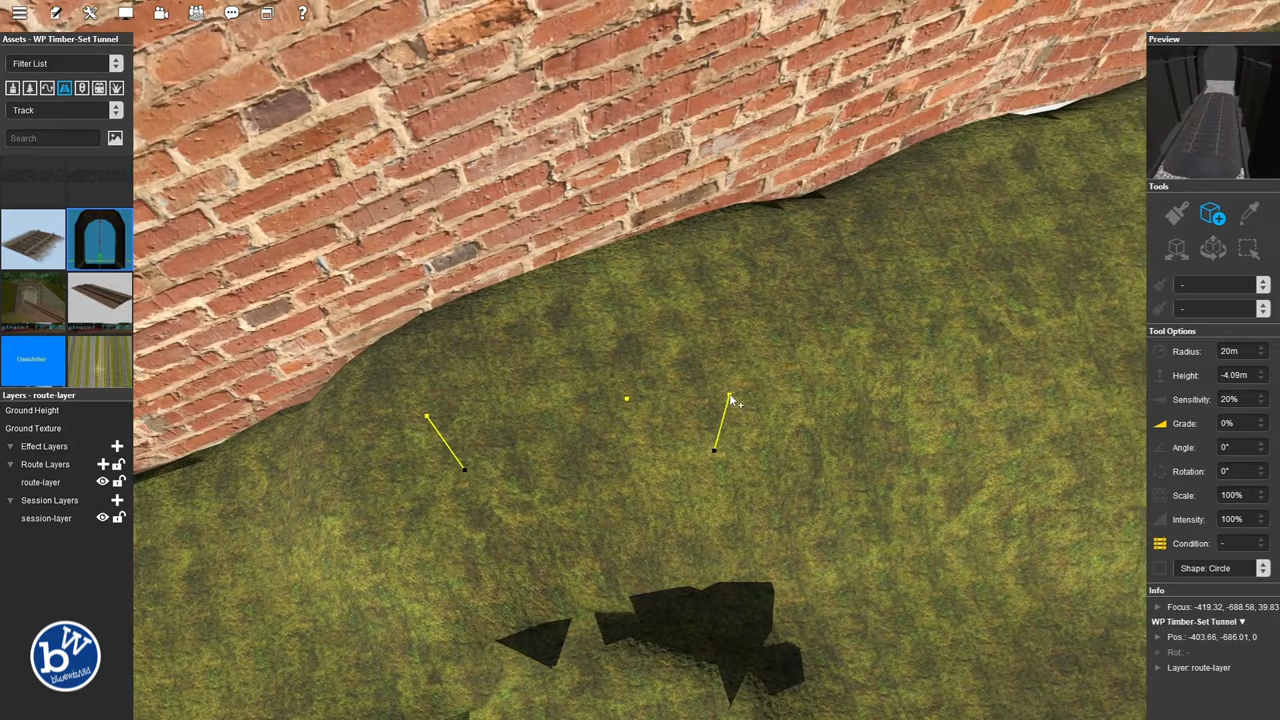 Assets - WP Timber-Set Tunnel
Filter List
Track
Search
Layers - route-layer
Ground Height
Ground Texture
Effect Layers
Route Layers
route-layer
Session Layers
session-layer
bW
bluewizard
Preview
Tools
-
-
Tool Options
Radius: 20m
Height: -4.09m
Sensitivity: 20%
Grade: 0%
Angle: 0°
Rotation: 0°
Scale: 100%
Intensity: 100%
Condition: -
Shape: Circle
Info
Focus: -419.32, -688.58, 39.83
WP Timber-Set Tunnel
Pos.: -403.66, -686.01, 0
Rot.: -
Layer: route-layer